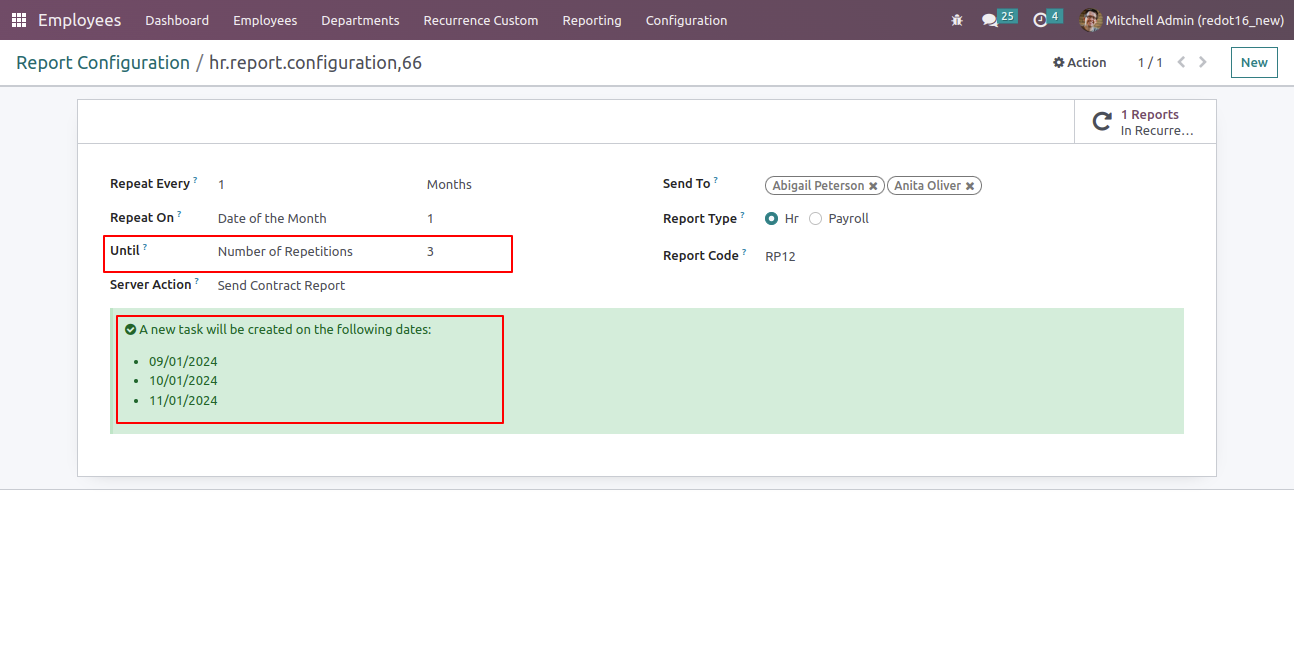 Employees Dashboard Employees Departments Recurrence Custom Reporting Configuration 25 4 Mitchell Admin (redot16_new)
Report Configuration / hr.report.configuration,66 Action 1 / 1 New
1 Reports
In Recurre...
Repeat Every ? 1 Months
Repeat On ? Date of the Month 1
Until ? Number of Repetitions 3
Server Action ? Send Contract Report
Send To ? Abigail Peterson ✖ Anita Oliver ✖
Report Type ? Hr Payroll
Report Code ? RP12
A new task will be created on the following dates:
• 09/01/2024
• 10/01/2024
• 11/01/2024